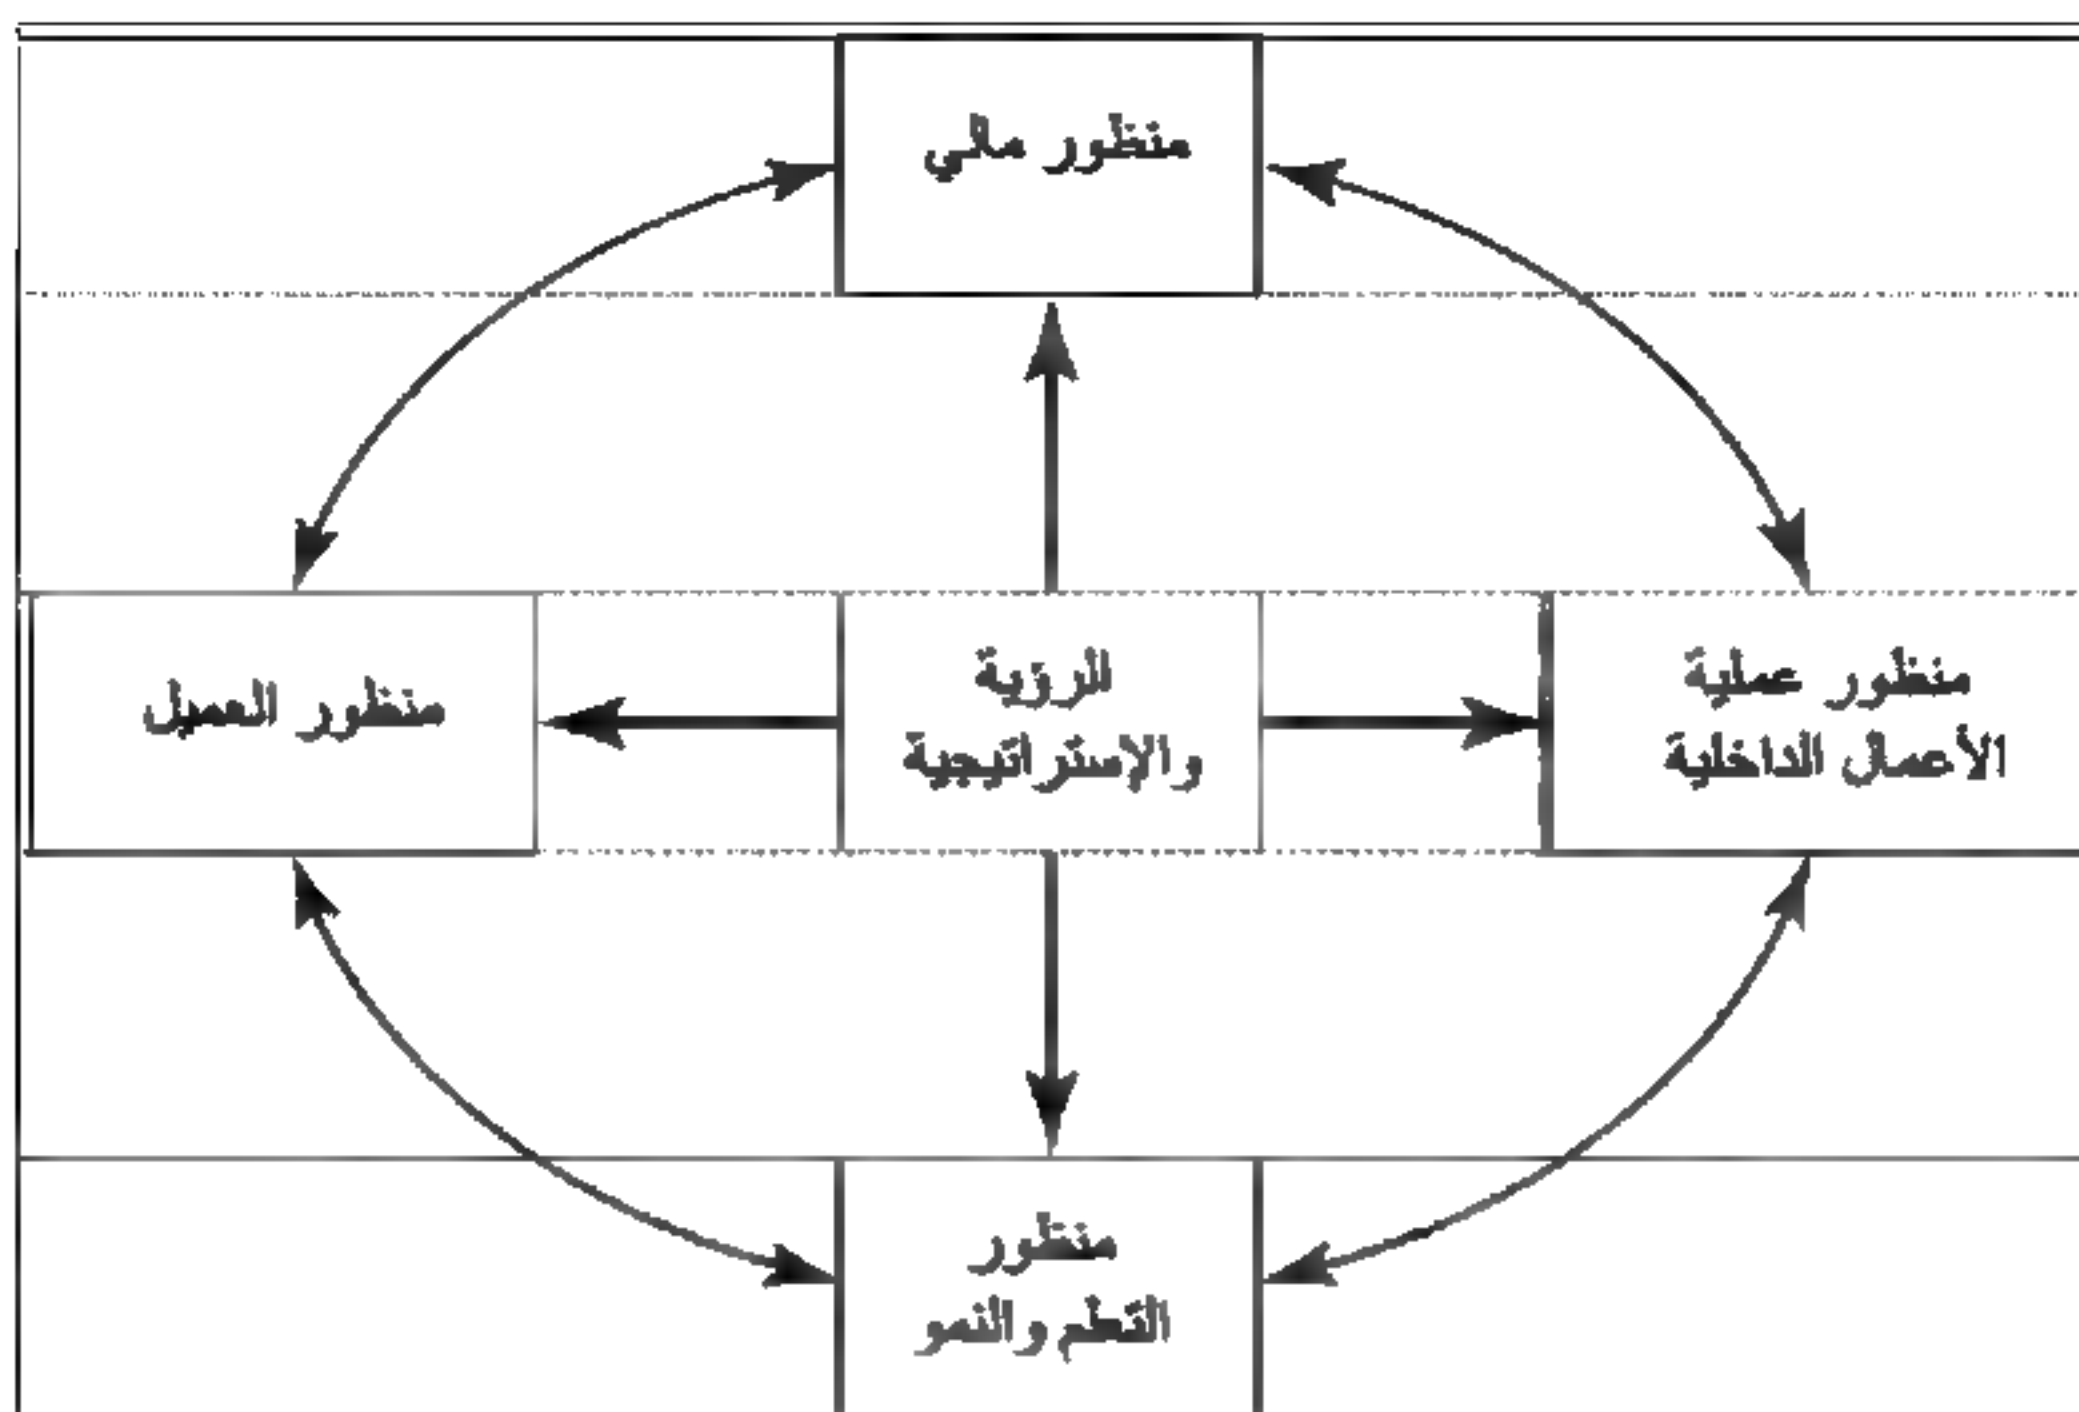 منظور مالي
منظور عملية
الأعمال الداخلية
الرؤية
والإستراتيجية
منظور العميل
منظور
التعلم والنمو